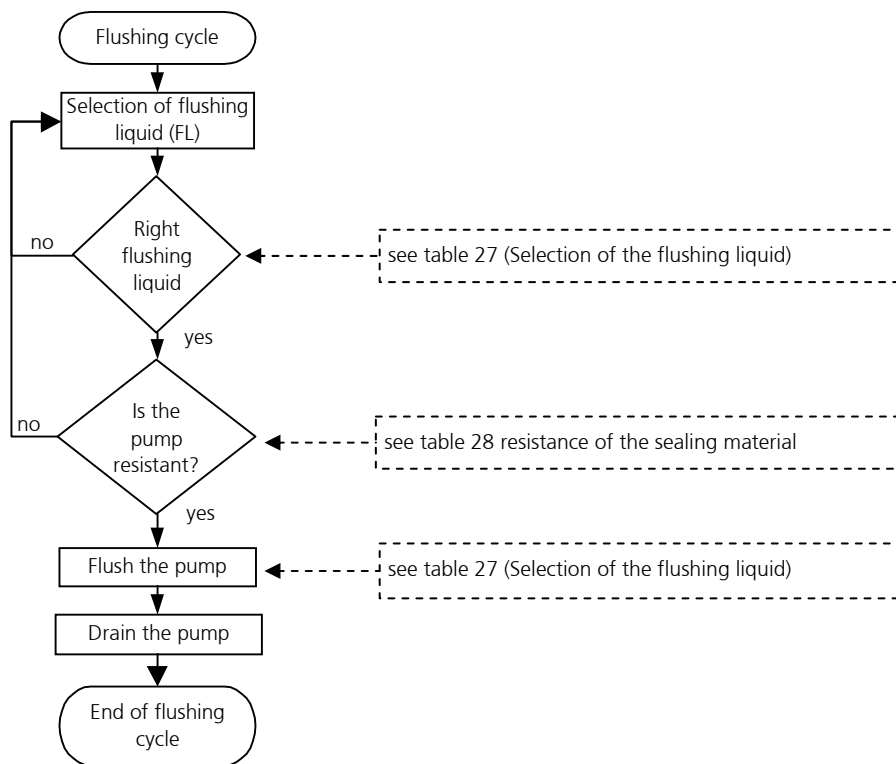 Flushing cycle
Selection of flushing
liquid (FL)
Right
flushing
liquid
no
see table 27 (Selection of the flushing liquid)
yes
Is the
pump
resistant?
no
see table 28 resistance of the sealing material
yes
Flush the pump
see table 27 (Selection of the flushing liquid)
Drain the pump
End of flushing
cycle